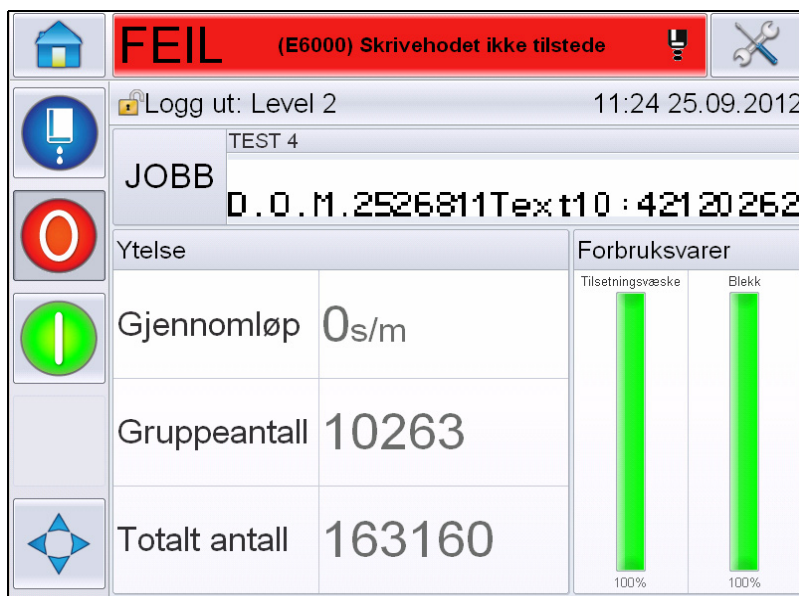 FEIL (E6000) Skrivehodet ikke tilstede
Logg ut: Level 2 11:24 25.09.2012
TEST 4
JOBB
D.O.M.2526811Text10:42120262
Ytelse
Forbruksvarer
Tilsetningsvæske Blekk
Gjennomløp 0s/m
Gruppeantall 10263
Totalt antall 163160
100% 100%